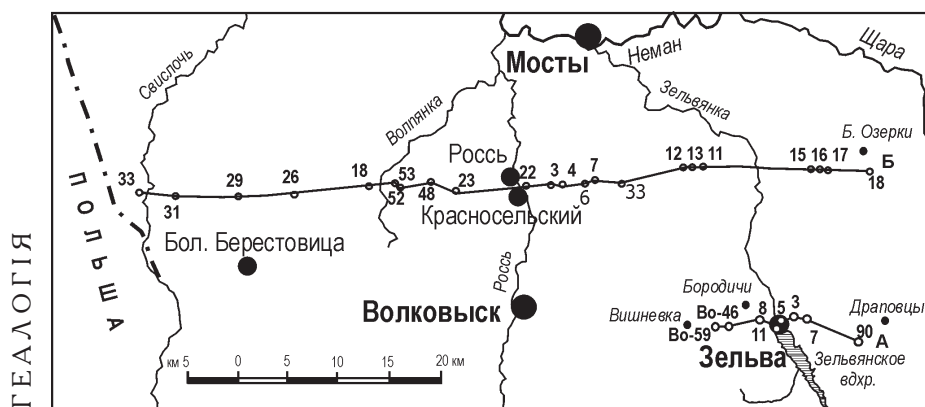 ГЕАЛОГІЯ
ПОЛЬША
Свислочь
Волпянка
Мосты
Неман
Щара
Зельвянка
Б. Озерки
Россь
Красносельский
33
31
29
26
18
53
52
48
23
22
3
4
7
6
33
12 13 11
15 16 17
Б
18
Бол. Берестовица
Россь
Волковыск
Вишневка
Бородичи
Во-46
Во-59
8
5
3
11
7
90
А
Драповцы
Зельва
Зельвянское
вдхр.
км 5 0 5 10 15 20 км